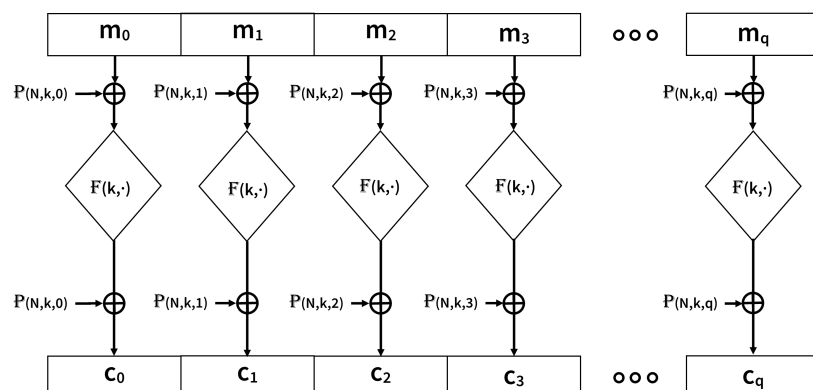 m₀ m₁ m₂ m₃ ooo m_q
ℙ(N,k,0) ℙ(N,k,1) ℙ(N,k,2) ℙ(N,k,3) ℙ(N,k,q)
𝔽(k,·) 𝔽(k,·) 𝔽(k,·) 𝔽(k,·) 𝔽(k,·)
ℙ(N,k,0) ℙ(N,k,1) ℙ(N,k,2) ℙ(N,k,3) ℙ(N,k,q)
c₀ c₁ c₂ c₃ ooo c_q